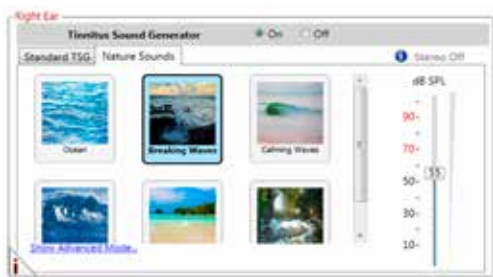 Right Ear
Tinnitus Sound Generator On Off
Standard TSG Nature Sounds Stereo Off
dB SPL
Ocean Breaking Waves Calming Waves
90-
70-
55
50-
30-
10-
Show Advanced Mode...